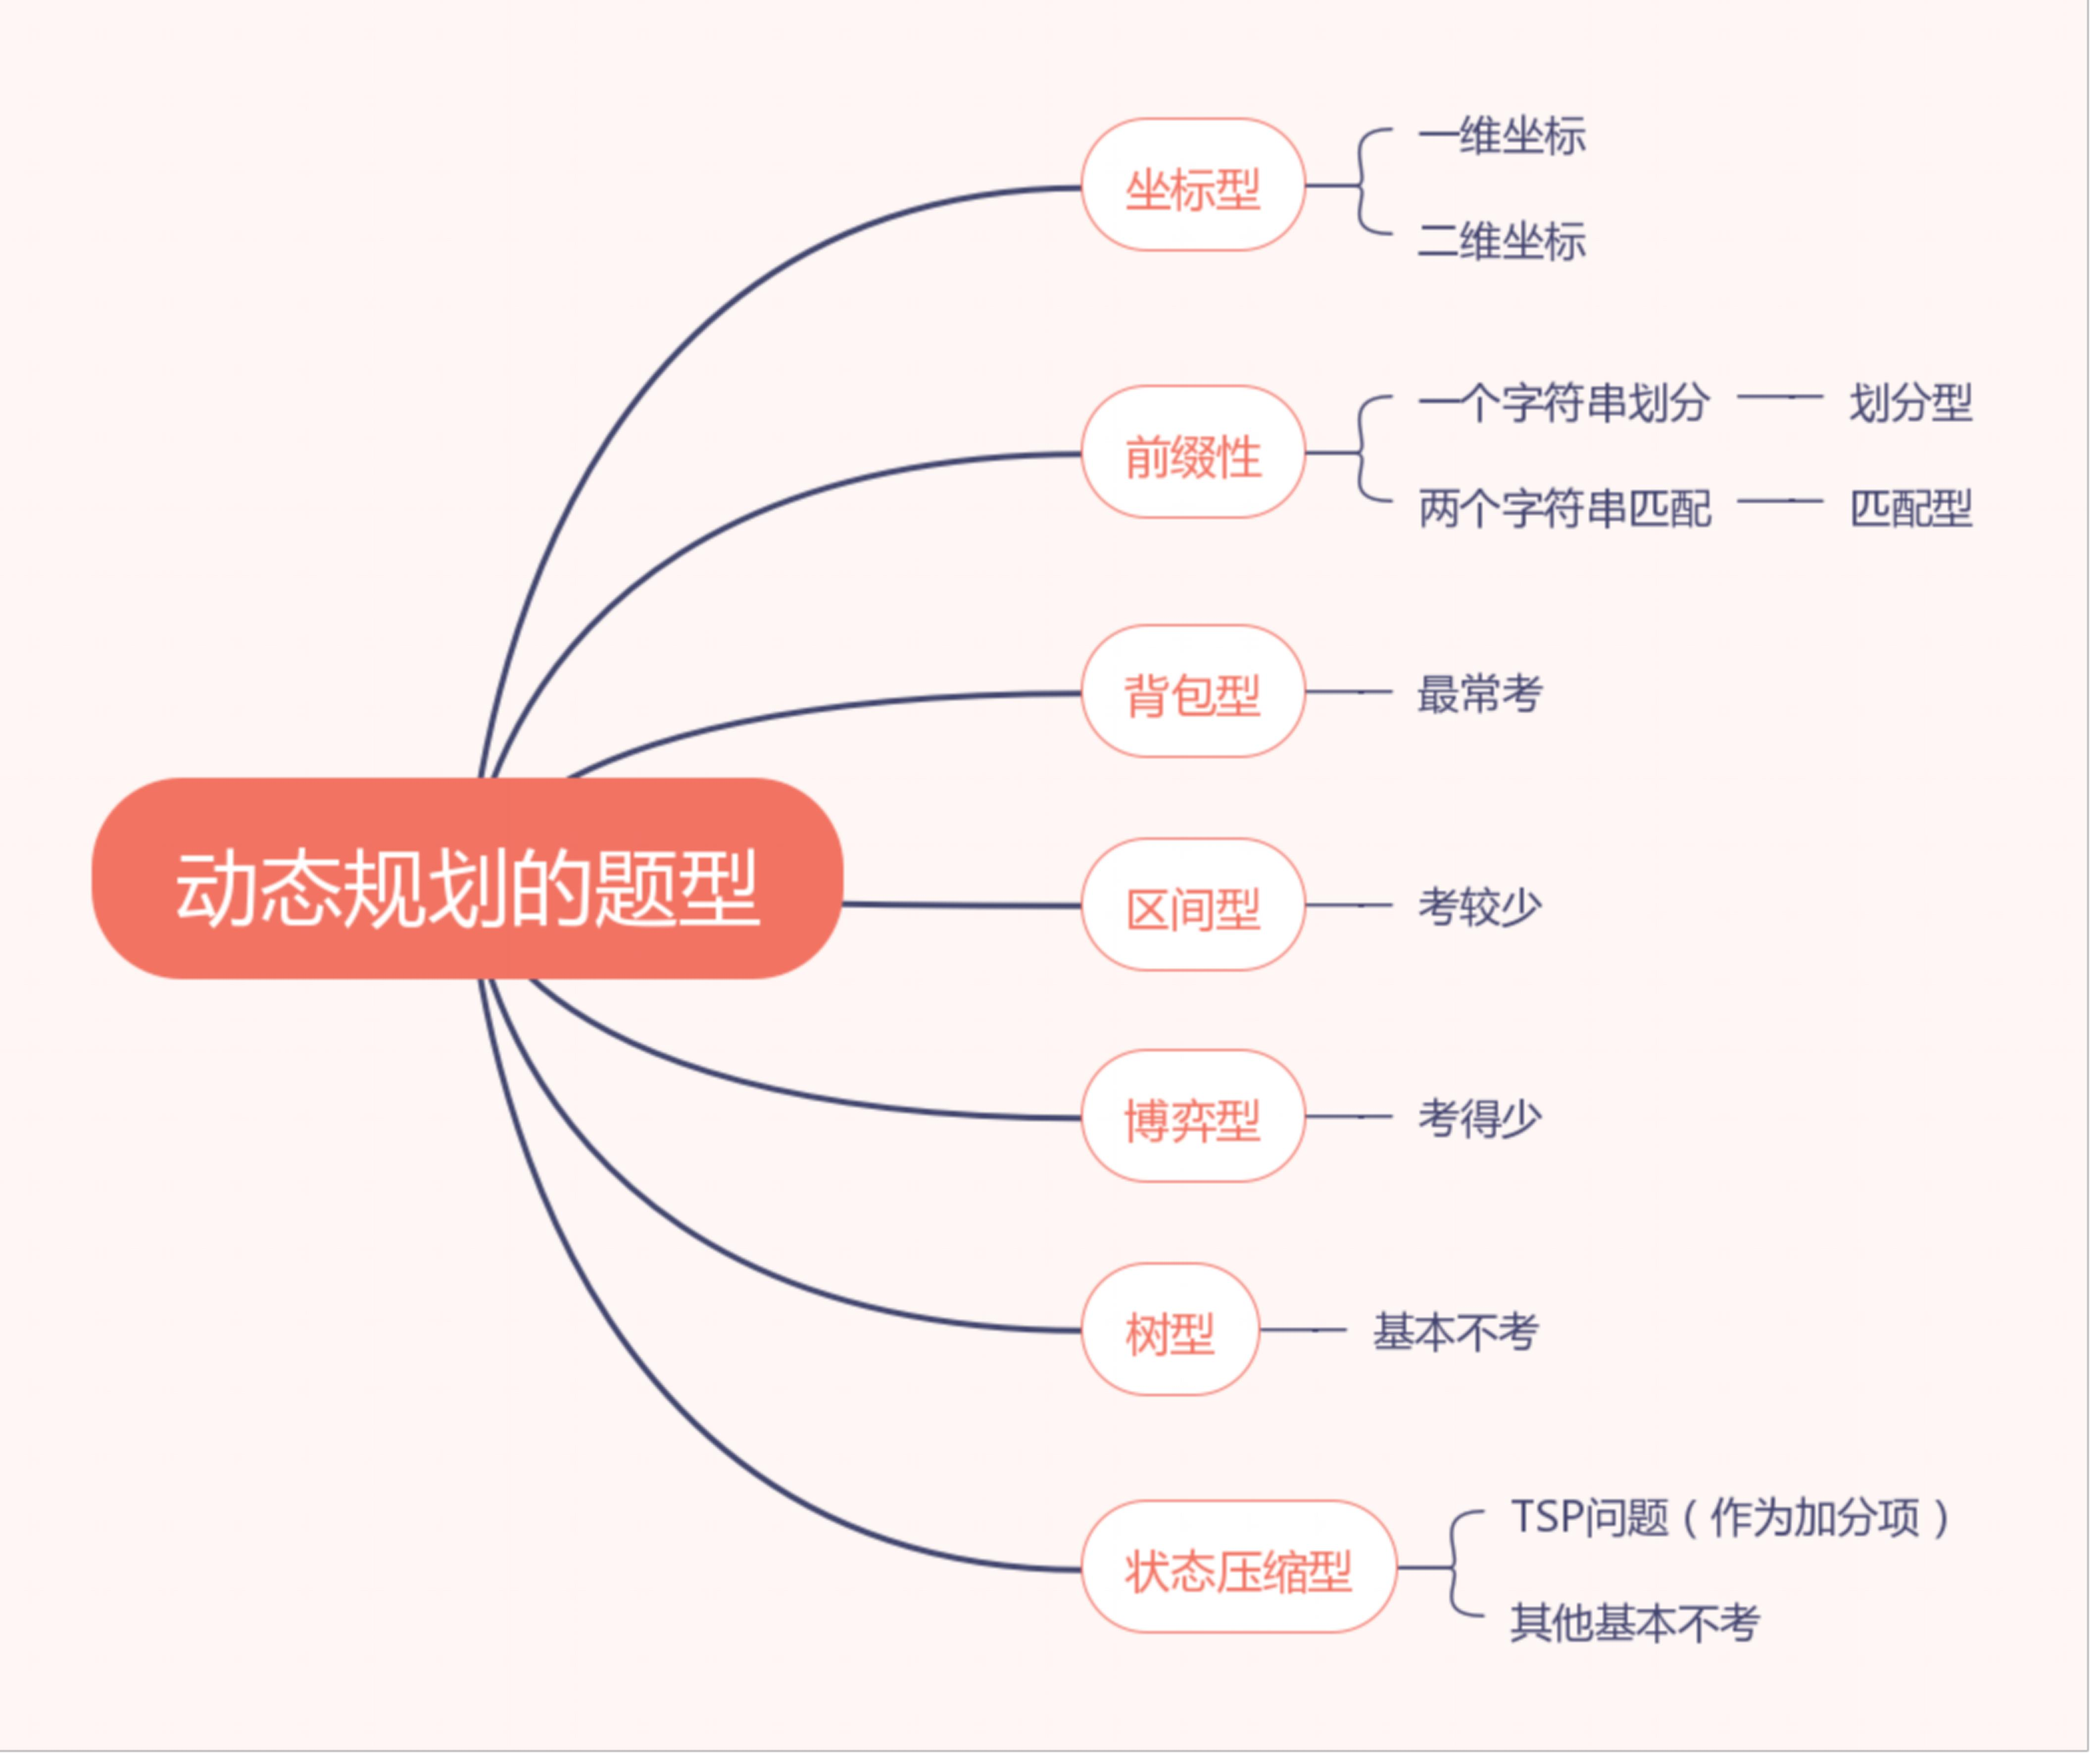 动态规划的题型
坐标型
一维坐标
二维坐标
前缀性
一个字符串划分
划分型
两个字符串匹配
匹配型
背包型
最常考
区间型
考较少
博弈型
考得少
树型
基本不考
状态压缩型
TSP问题（作为加分项）
其他基本不考